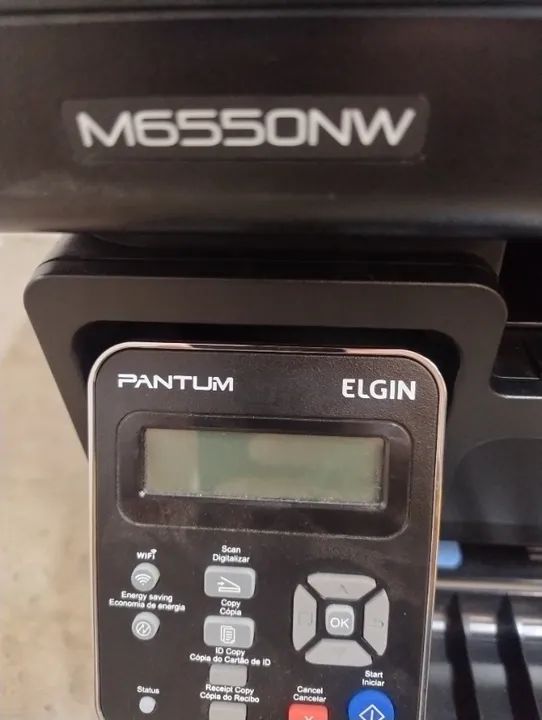 M6550NW
PANTUM ELGIN
WiFi
Scan
Digitalizar
Energy saving
Economia de energia
Copy
Cópia
OK
ID Copy
Cópia do Cartão de ID
Start
Iniciar
Status
Receipt Copy
Cópia do Recibo
Cancel
Cancelar